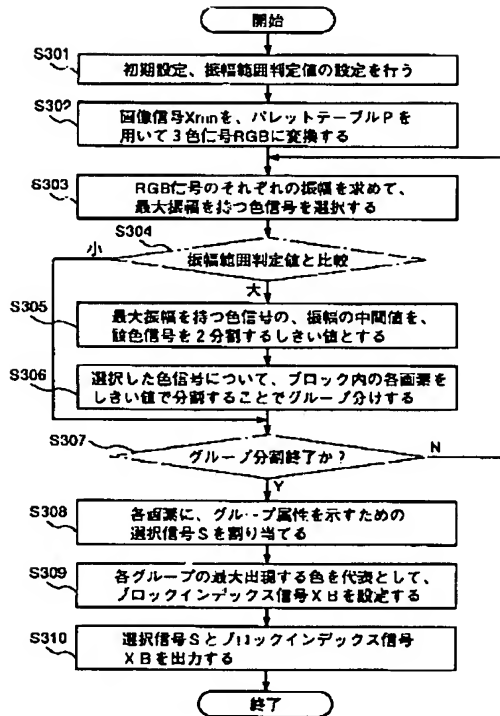 開始
S301
初期設定、振幅範囲判定値の設定を行う
S302
画像信号Xmnを、パレットテーブルPを
用いて3色信号RGBに変換する
S303
RGB信号のそれぞれの振幅を求めて、
最大振幅を持つ色信号を選択する
S304
小
振幅範囲判定値と比較
大
S305
最大振幅を持つ色信号の、振幅の中間値を、
該色信号を2分割するしきい値とする
S306
選択した色信号について、ブロック内の各画素を
しきい値で分割することでグループ分けする
S307
グループ分割終了か?
N
Y
S308
各画素に、グループ属性を示すための
選択信号Sを割り当てる
S309
各グループの最大出現する色を代表として、
ブロックインデックス信号XBを設定する
S310
選択信号Sとブロックインデックス信号
XBを出力する
終了